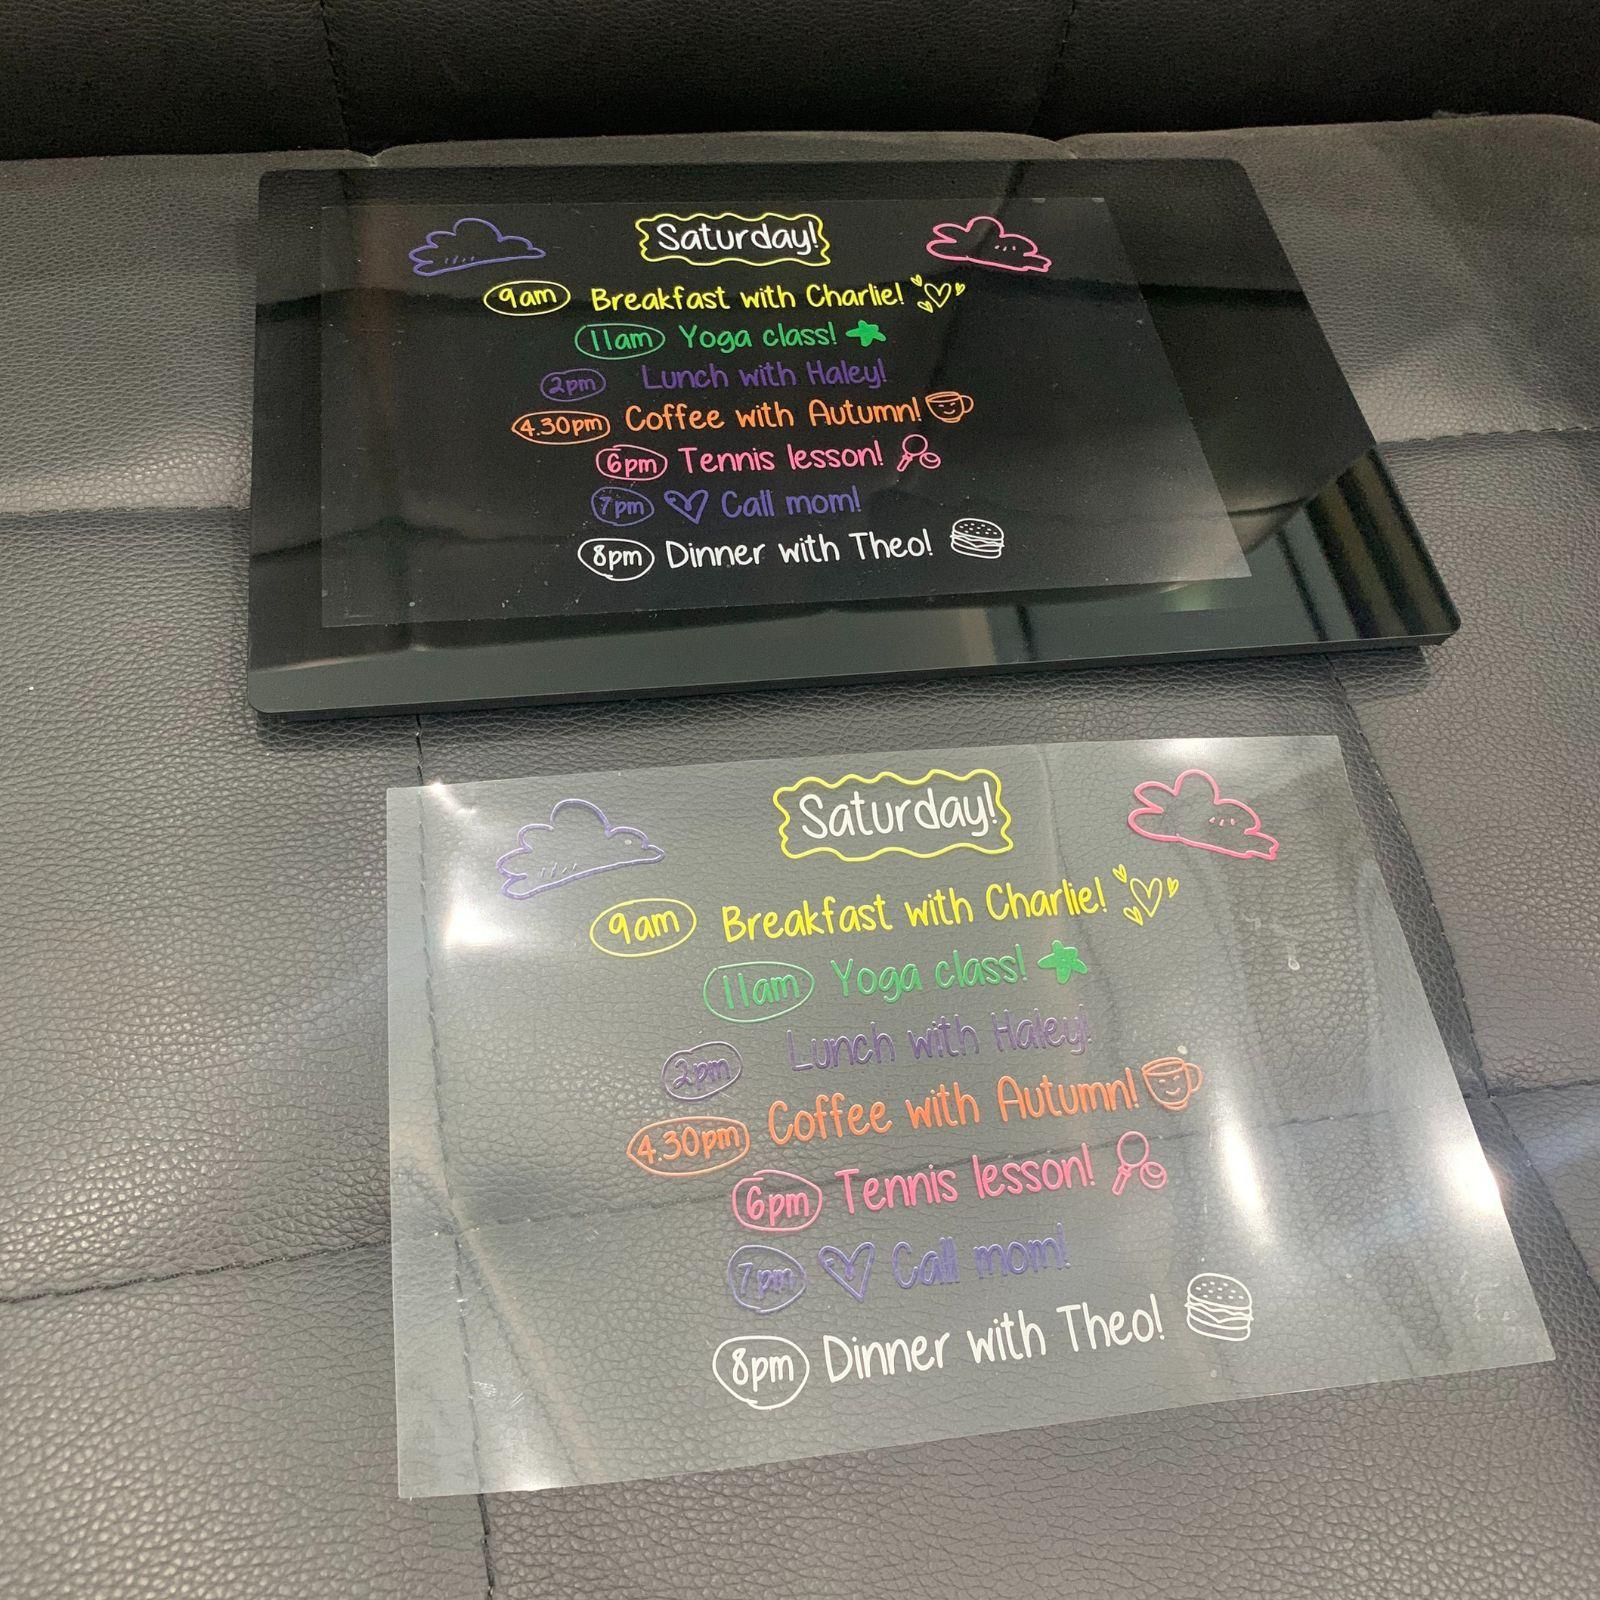 Saturday!
9am Breakfast with Charlie!
11am Yoga class!
2pm Lunch with Haley!
4.30pm Coffee with Autumn!
6pm Tennis lesson!
7pm Call mom!
8pm Dinner with Theo!
Saturday!
9am Breakfast with Charlie!
11am Yoga class!
2pm Lunch with Haley!
4.30pm Coffee with Autumn!
6pm Tennis lesson!
7pm Call mom!
8pm Dinner with Theo!